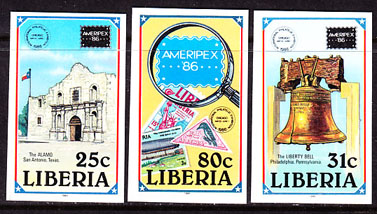 AMERIPEX
'86
The ALAMO
San Antonio, Texas.
25c
LIBERIA
AMERIPEX
'86
80c
LIBERIA
AMERIPEX
'86
The LIBERTY BELL
Philadelphia, Pennsylvania
31c
LIBERIA